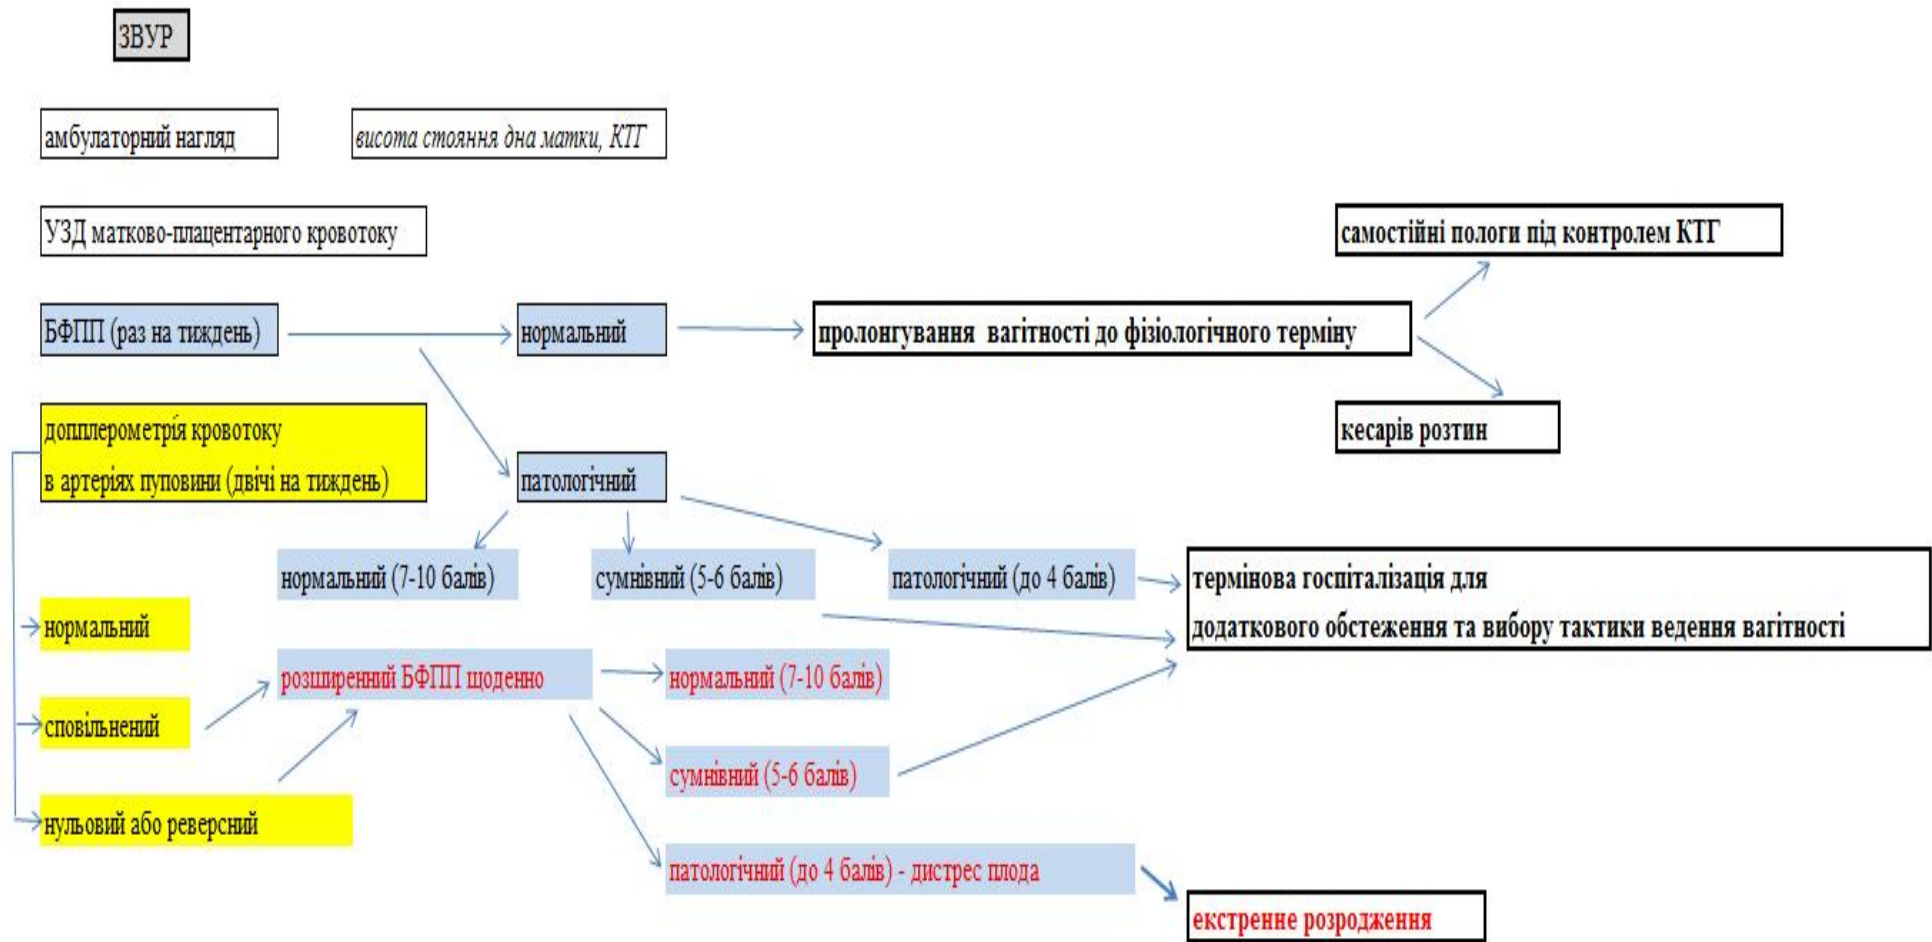 ЗВУР
амбулаторний нагляд
висота стояння дна матки, КТГ
УЗД матково-плацентарного кровотоку
самостійні пологи під контролем КТГ
БФПП (раз на тиждень)
нормальний
пролонгування вагітності до фізіологічного терміну
допплерометрія кровотоку
в артеріях пуповини (двічі на тиждень)
кесарів розтин
патологічний
нормальний (7-10 балів)
сумнівний (5-6 балів)
патологічний (до 4 балів)
термінова госпіталізація для
додаткового обстеження та вибору тактики ведення вагітності
нормальний
розширенний БФПП щоденно
нормальний (7-10 балів)
сповільнений
сумнівний (5-6 балів)
нульовий або реверсний
патологічний (до 4 балів) - дистрес плода
екстренне розродження